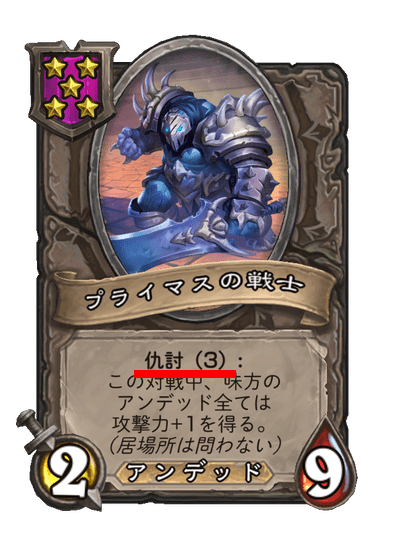 プライマスの戦士
仇討（3）:
この対戦中、味方の
アンデッド全ては
攻撃力+1を得る。
(居場所は問わない)
アンデッド
2
9